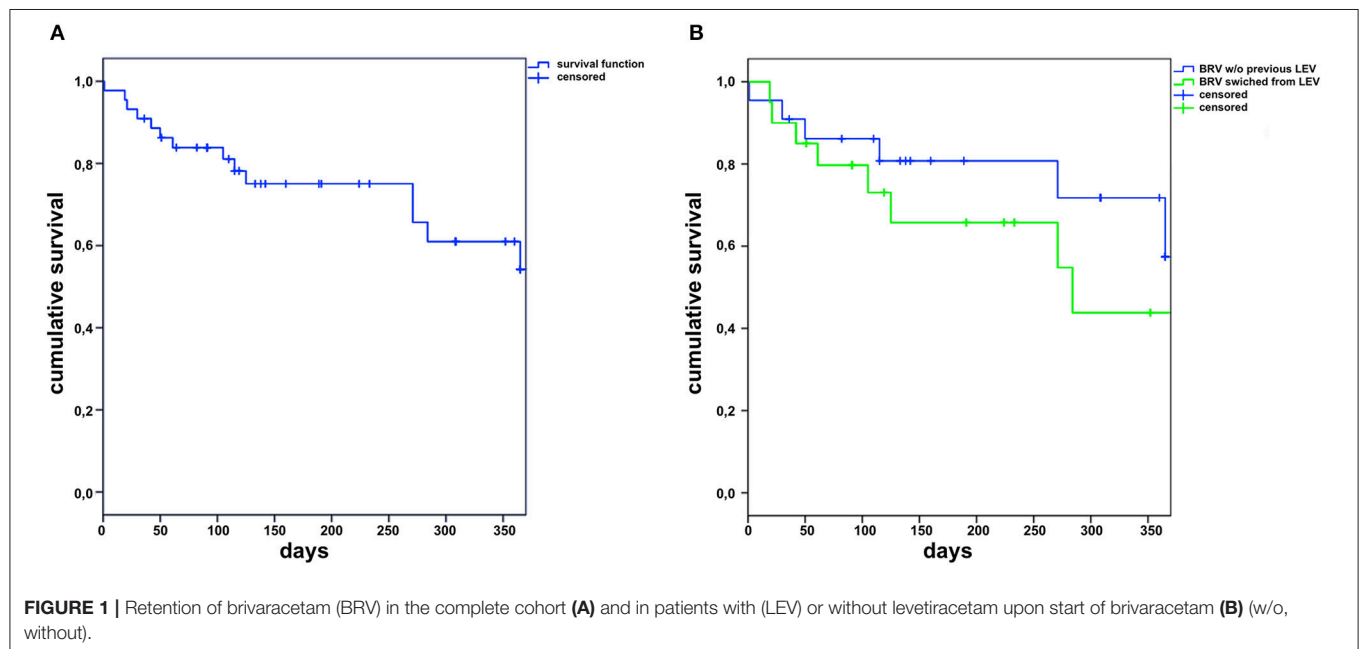 A
survival function
censored
1,0
0,8
0,6
0,4
0,2
0,0
cumulative survival
0 50 100 150 200 250 300 350
days
B
BRV w/o previous LEV
BRV swiched from LEV
censored
censored
1,0
0,8
0,6
0,4
0,2
0,0
cumulative survival
0 50 100 150 200 250 300 350
days
FIGURE 1 | Retention of brivaracetam (BRV) in the complete cohort (A) and in patients with (LEV) or without levetiracetam upon start of brivaracetam (B) (w/o,
without).